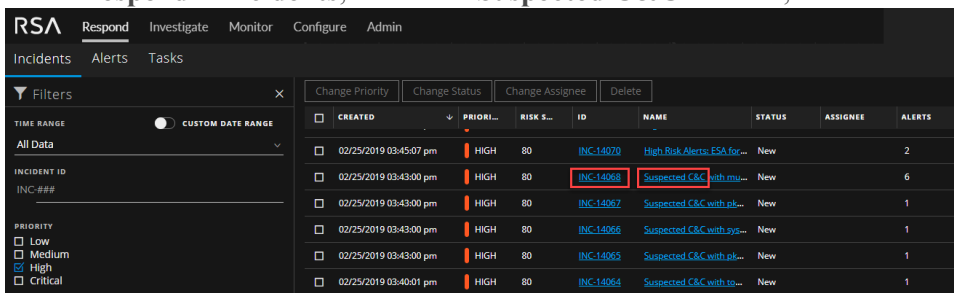 RSA Respond Investigate Monitor Configure Admin
Incidents Alerts Tasks
Filters × Change Priority Change Status Change Assignee Delete
CREATED PRIORI... RISK S... ID NAME STATUS ASSIGNEE ALERTS
TIME RANGE CUSTOM DATE RANGE
All Data
02/25/2019 03:45:07 pm HIGH 80 INC-14070 High Risk Alerts: ESA for... New 2
INCIDENT ID
INC-###
02/25/2019 03:43:00 pm HIGH 80 INC-14068 Suspected C&C with mu... New 6
02/25/2019 03:43:00 pm HIGH 80 INC-14067 Suspected C&C with pk... New 1
PRIORITY
Low
02/25/2019 03:43:00 pm HIGH 80 INC-14066 Suspected C&C with sys... New 1
Medium
02/25/2019 03:43:00 pm HIGH 80 INC-14065 Suspected C&C with pk... New 1
High
Critical
02/25/2019 03:40:01 pm HIGH 80 INC-14064 Suspected C&C with to... New 1